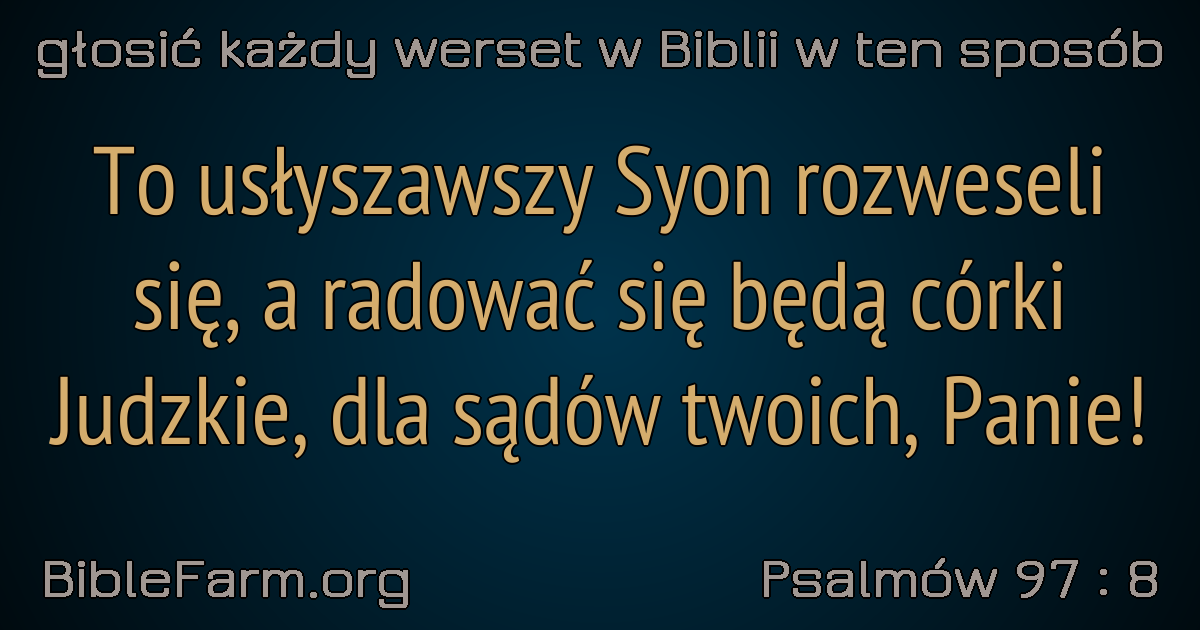 głosić każdy werset w Biblii w ten sposób
To usłyszawszy Syon rozweseli
się, a radować się będą córki
Judzkie, dla sądów twoich, Panie!
BibleFarm.org
Psalmów 97 : 8